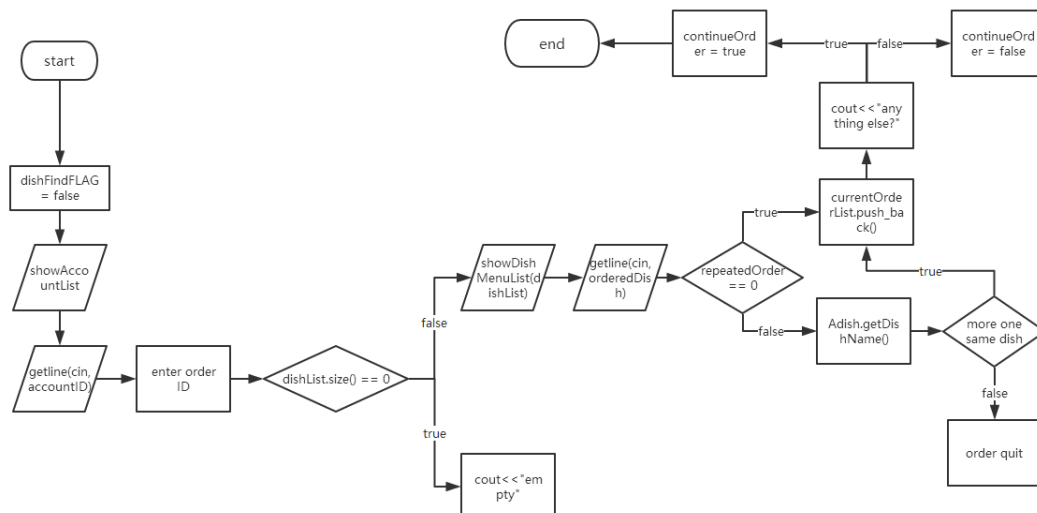 start
dishFindFLAG
= false
showAcco
untList
getline(cin,
accountID)
enter order
ID
dishList.size() == 0
false
true
cout<<"em
pty"
showDish
MenuList(d
ishList)
getline(cin,
orderedDis
h)
repeatedOrder
== 0
true
false
currentOrde
rList.push_ba
ck()
Adish.getDis
hName()
more one
same dish
true
false
order quit
cout<<"any
thing else?"
true
false
continueOrd
er = true
continueOrd
er = false
end